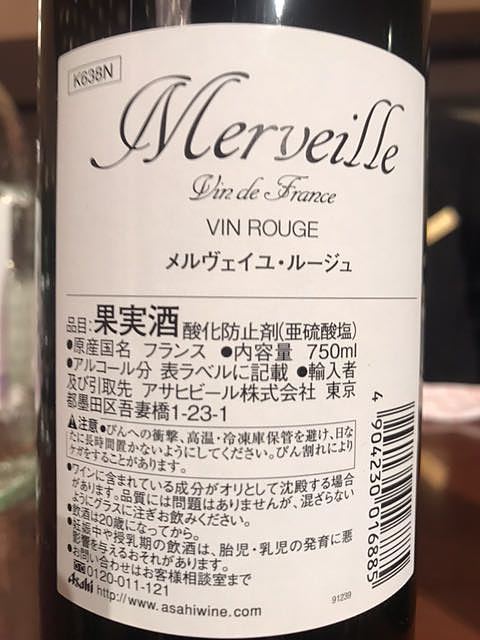 K638N
Merveille
Vin de France
VIN ROUGE
メルヴェイユ・ルージュ
品目:果実酒 酸化防止剤(亜硫酸塩)
●原産国名 フランス ●内容量 750ml
●アルコール分 表ラベルに記載 ●輸入者
及び引取先 アサヒビール株式会社 東京
都墨田区吾妻橋1-23-1
⚠注意 ●びんへの衝撃、高温・冷凍庫保管を避け、日な
たに長時間置かないようにしてください。びん割れにより
ケガをすることがあります。
●ワインに含まれている成分がオリとして沈殿する場合
があります。品質には問題はありませんが、混ざらない
ようにグラスに注ぎお飲みください。
●飲酒は20歳になってから。
●妊娠中や授乳期の飲酒は、胎児・乳児の発育に悪
影響を与えるおそれがあります。
●お問い合わせはお客様相談室まで
0120-011-121
Asahi http://www.asahiwine.com
91239
4904230016885